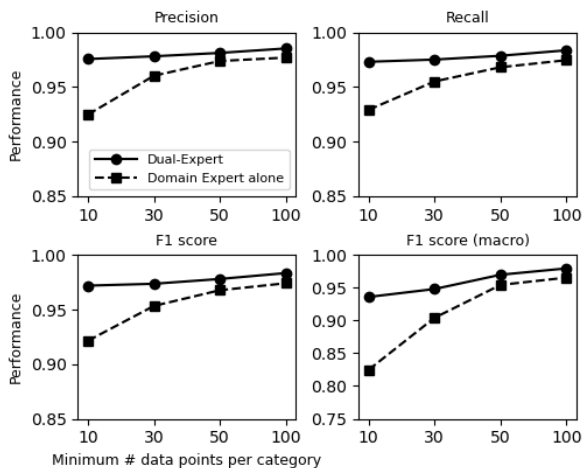 Precision
Recall
1.00
0.95
0.90
0.85
Performance
Dual-Expert
Domain Expert alone
10 30 50 100
1.00
0.95
0.90
0.85
10 30 50 100
F1 score
F1 score (macro)
1.00
0.95
0.90
0.85
Performance
10 30 50 100
1.00
0.95
0.90
0.85
0.80
0.75
10 30 50 100
Minimum # data points per category